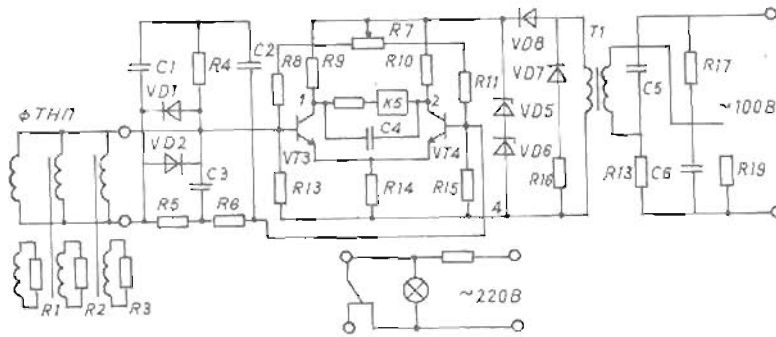 R7
VD8
T1
C1
R4
C2
R8
R9
R10
R11
VD7
C5
R17
VD1
1
K5
2
VD5
~100В
ФТНП
VD2
C4
C3
VT3
VT4
VD6
R13
R14
R15
R16
R13
C6
R19
R5
R6
4
~220В
R1
R2
R3